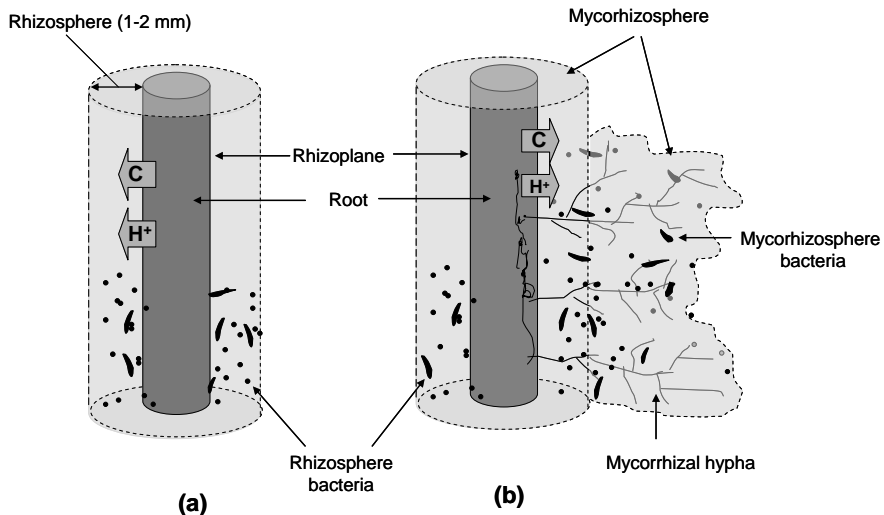 Rhizosphere (1-2 mm)
Mycorhizosphere
C
H⁺
Rhizoplane
Root
C
H⁺
Mycorhizosphere
bacteria
Rhizosphere
bacteria
Mycorrhizal hypha
(a)
(b)